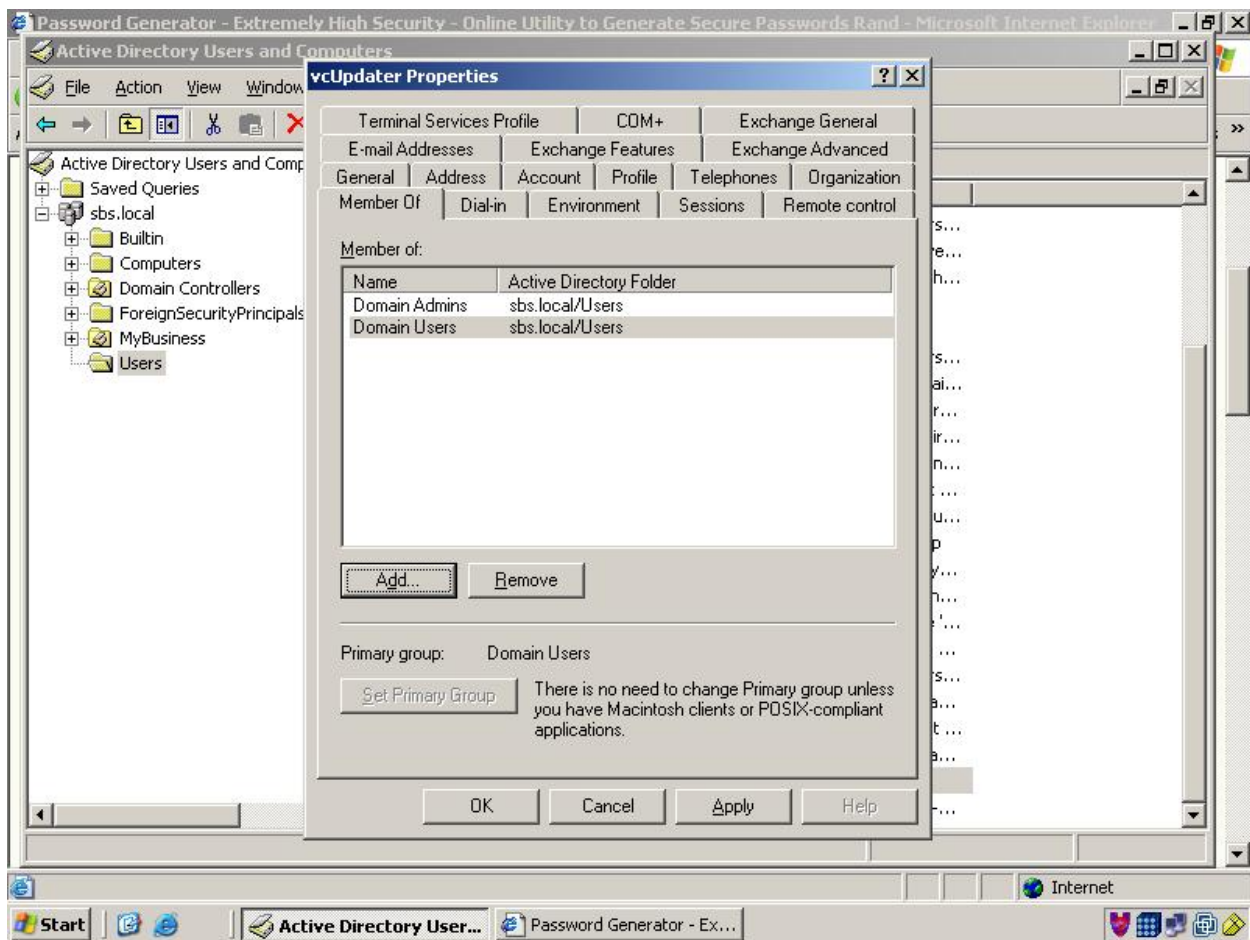 Password Generator - Extremely High Security - Online Utility to Generate Secure Passwords Rand - Microsoft Internet Explorer
Active Directory Users and Computers
File Action View Window
Active Directory Users and Comp
Saved Queries
sbs.local
Builtin
Computers
Domain Controllers
ForeignSecurityPrincipals
MyBusiness
Users
vcUpdater Properties
Terminal Services Profile COM+ Exchange General
E-mail Addresses Exchange Features Exchange Advanced
General Address Account Profile Telephones Organization
Member Of Dial-in Environment Sessions Remote control
Member of:
Name Active Directory Folder
Domain Admins sbs.local/Users
Domain Users sbs.local/Users
Add... Remove
Primary group: Domain Users
Set Primary Group
There is no need to change Primary group unless
you have Macintosh clients or POSIX-compliant
applications.
OK Cancel Apply Help
Internet
Start Active Directory User... Password Generator - Ex...